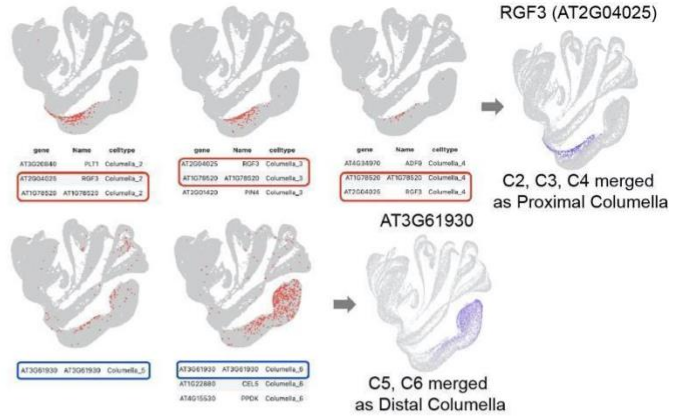 RGF3 (AT2G04025)
gene Name celltype
AT3G20840 PLT1 Columella_2
AT2G04025 RGF3 Columella_2
AT1G78520 AT1G78520 Columella_2
gene Name celltype
AT2G04025 RGF3 Columella_3
AT1G78520 AT1G78520 Columella_3
AT2G01420 PIN4 Columella_3
gene Name celltype
AT4G34970 ADF9 Columella_4
AT1G78520 AT1G78520 Columella_4
AT2G04025 RGF3 Columella_4
C2, C3, C4 merged
as Proximal Columella
AT3G61930
AT3G61930 AT3G61930 Columella_5
AT3G61930 AT3G61930 Columella_6
AT1G22880 CEL5 Columella_6
AT4G15530 PPDK Columella_6
C5, C6 merged
as Distal Columella